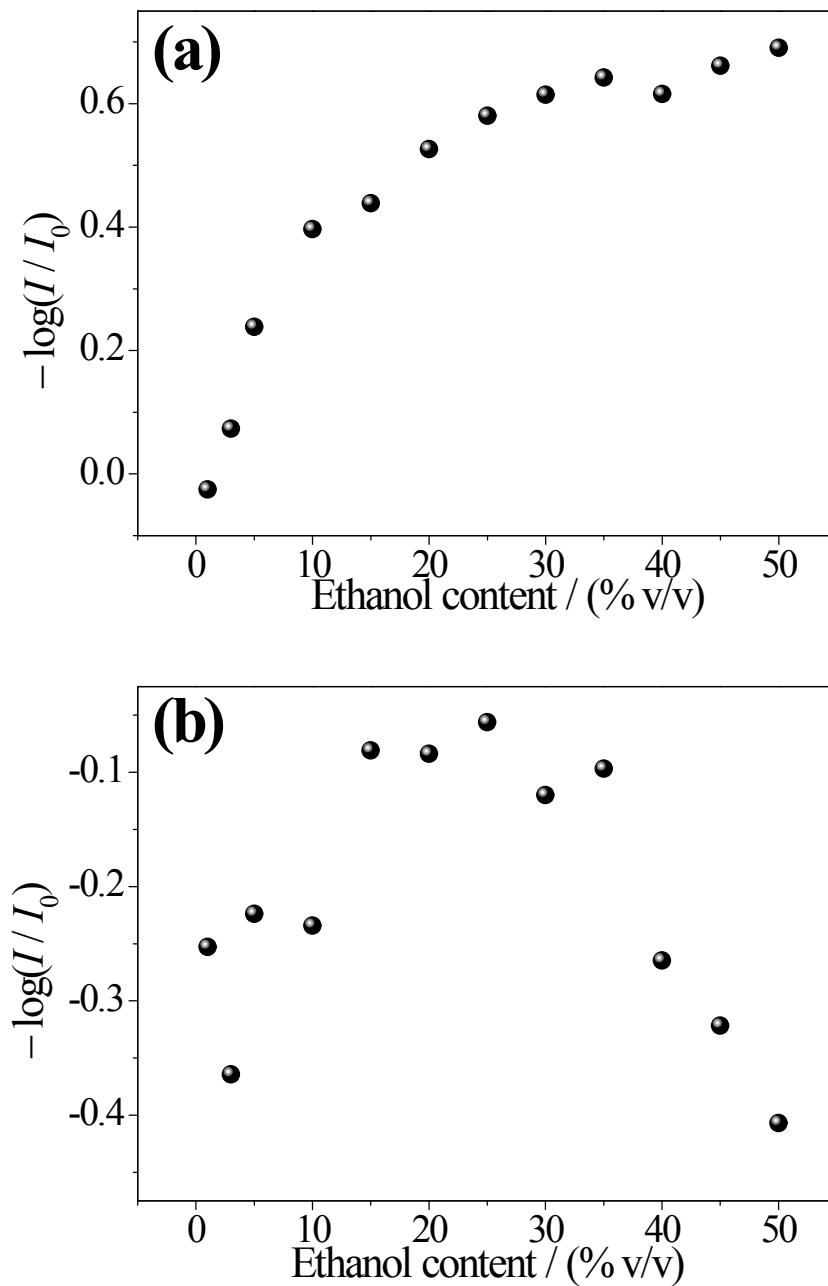 (a)
0.6
0.4
0.2
0.0
− log(I / I0)
0 10 20 30 40 50
Ethanol content / (% v/v)
(b)
-0.1
-0.2
-0.3
-0.4
− log(I / I0)
0 10 20 30 40 50
Ethanol content / (% v/v)